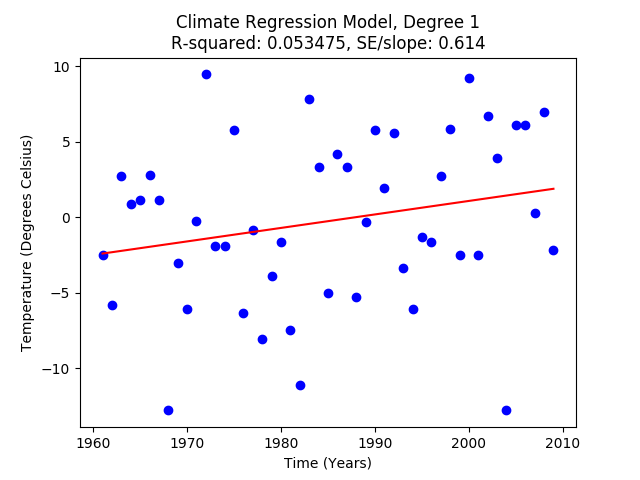 Climate Regression Model, Degree 1
R-squared: 0.053475, SE/slope: 0.614
Temperature (Degrees Celsius)
10
5
0
−5
−10
1960 1970 1980 1990 2000 2010
Time (Years)